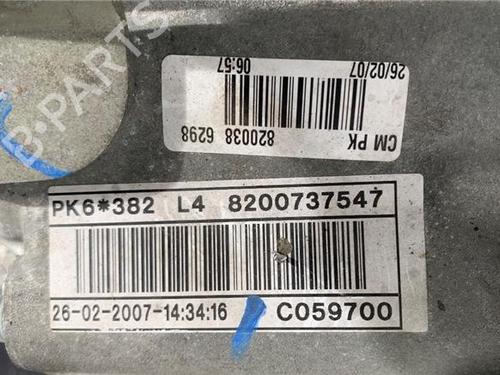 26/02/07
06:57
CM PK
820038 6298
PK6*382 L4 8200737547
26-02-2007-14:34:16 C059700
B-PARTS